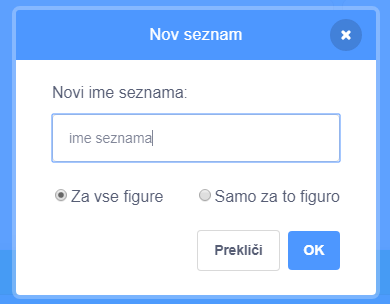 Nov seznam
Novi ime seznama:
ime seznama
Za vse figure Samo za to figuro
Prekliči OK